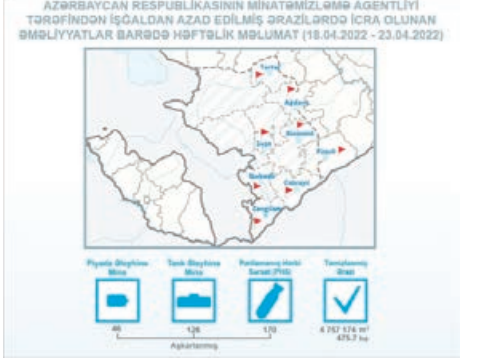 AZƏRBAYCAN RESPUBLİKASININ MİNATƏMİZLƏMƏ AGENTLİYİ
TƏRƏFİNDƏN İŞĞALDAN AZAD EDİLMİŞ ƏRAZİLƏRDƏ İCRA OLUNAN
ƏMƏLİYYATLAR BARƏDƏ HƏFTƏLİK MƏLUMAT (18.04.2022 - 23.04.2022)
Tərtər
Ağdərə
Xocavənd
Şuşa
Füzuli
Qubadlı
Cəbrayıl
Zəngilan
Piyada Əleyhinə
Mina
Tank Əleyhinə
Mina
Partlamamış Hərbi
Sursat (PHS)
Təmizlənmiş
Ərazi
46
126
170
4 757 174 m²
475.7 ha
Aşkarlanmış